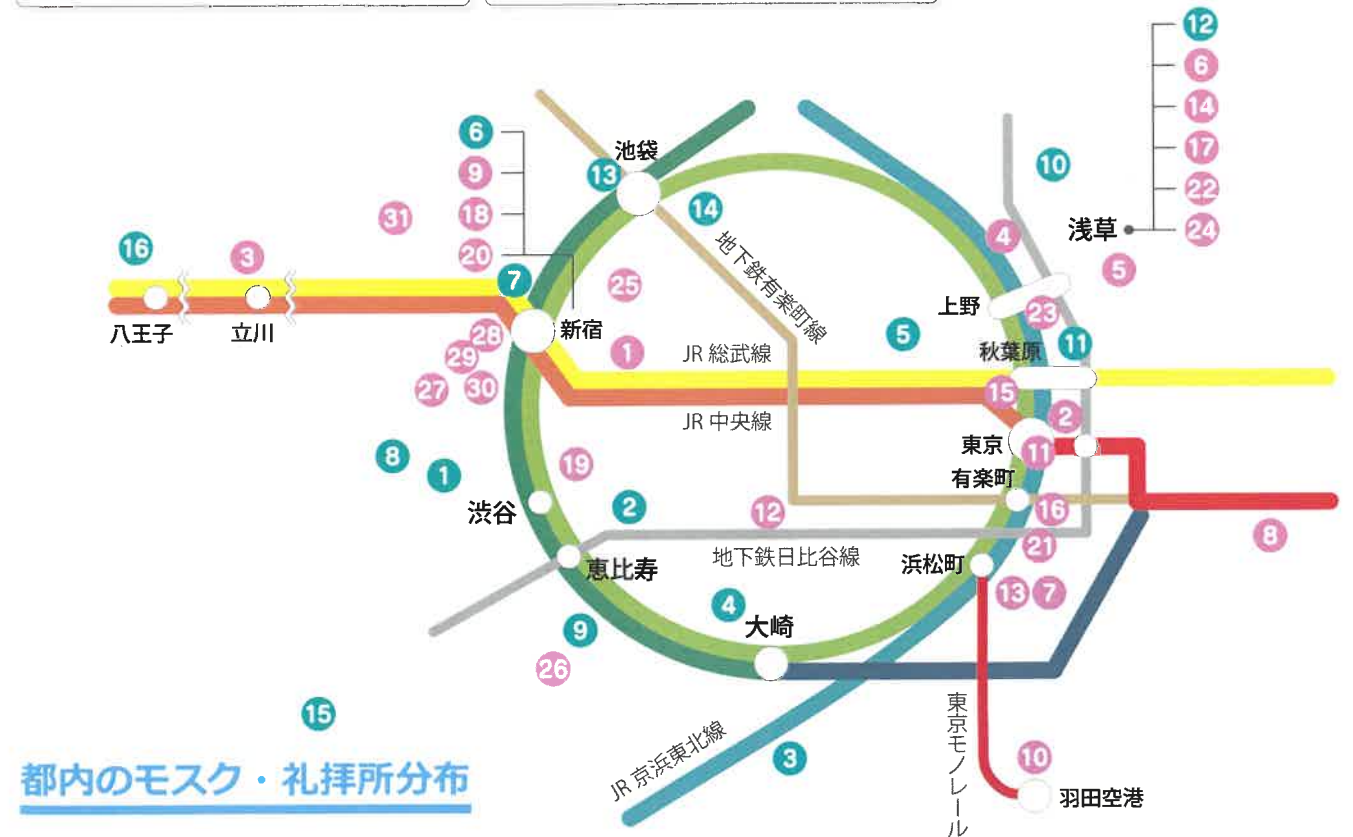 12
6
14
17
22
24
6
9
18
20
池袋
13
14
10
浅草
4
5
31
16
3
7
25
地下鉄有楽町線
上野
23
八王子
立川
新宿
28
29
27
30
1
JR 総武線
5
秋葉原
11
15
JR 中央線
2
東京
11
有楽町
8
1
19
渋谷
2
12
16
8
地下鉄日比谷線
21
恵比寿
浜松町
13
7
4
大崎
9
26
15
都内のモスク・礼拝所分布
JR 京浜東北線
3
東京モノレール
10
羽田空港